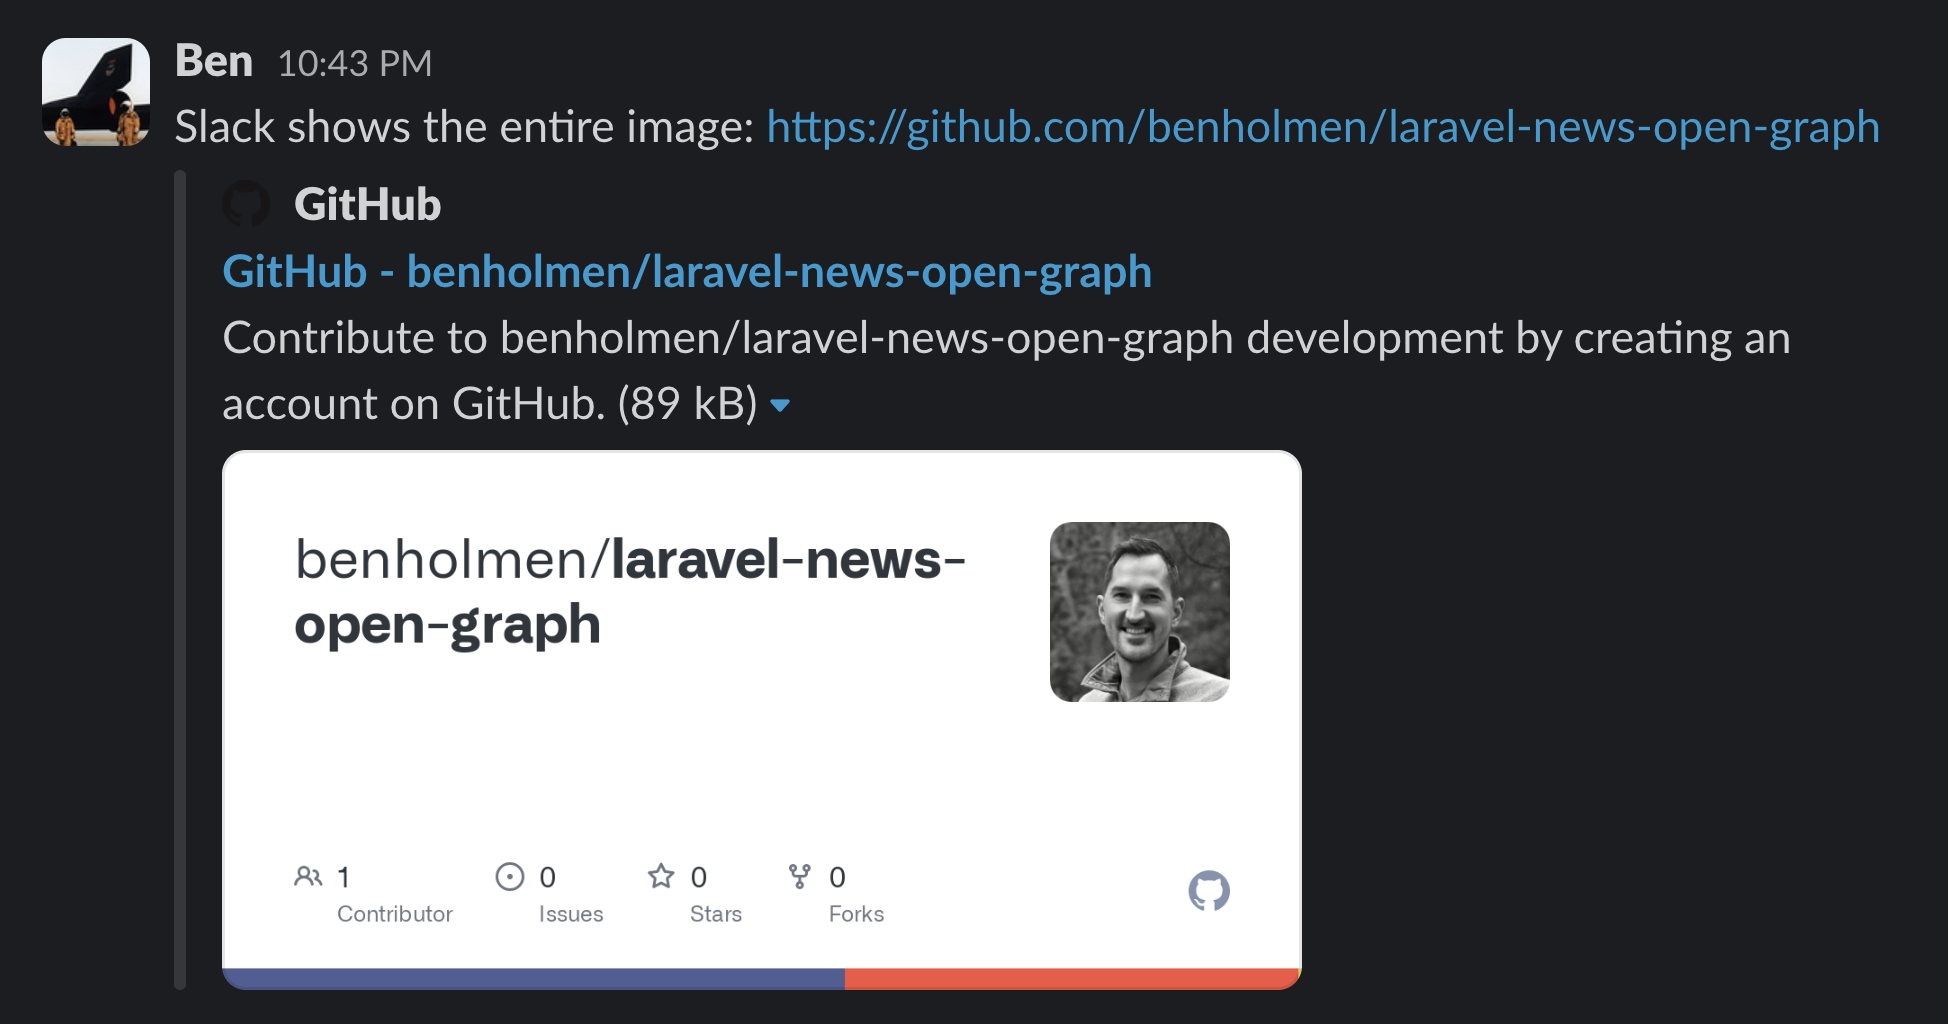 Ben 10:43 PM
Slack shows the entire image: https://github.com/benholmen/laravel-news-open-graph
GitHub
GitHub - benholmen/laravel-news-open-graph
Contribute to benholmen/laravel-news-open-graph development by creating an
account on GitHub. (89 kB)
benholmen/laravel-news-
open-graph
1 0 0 0
Contributor Issues Stars Forks